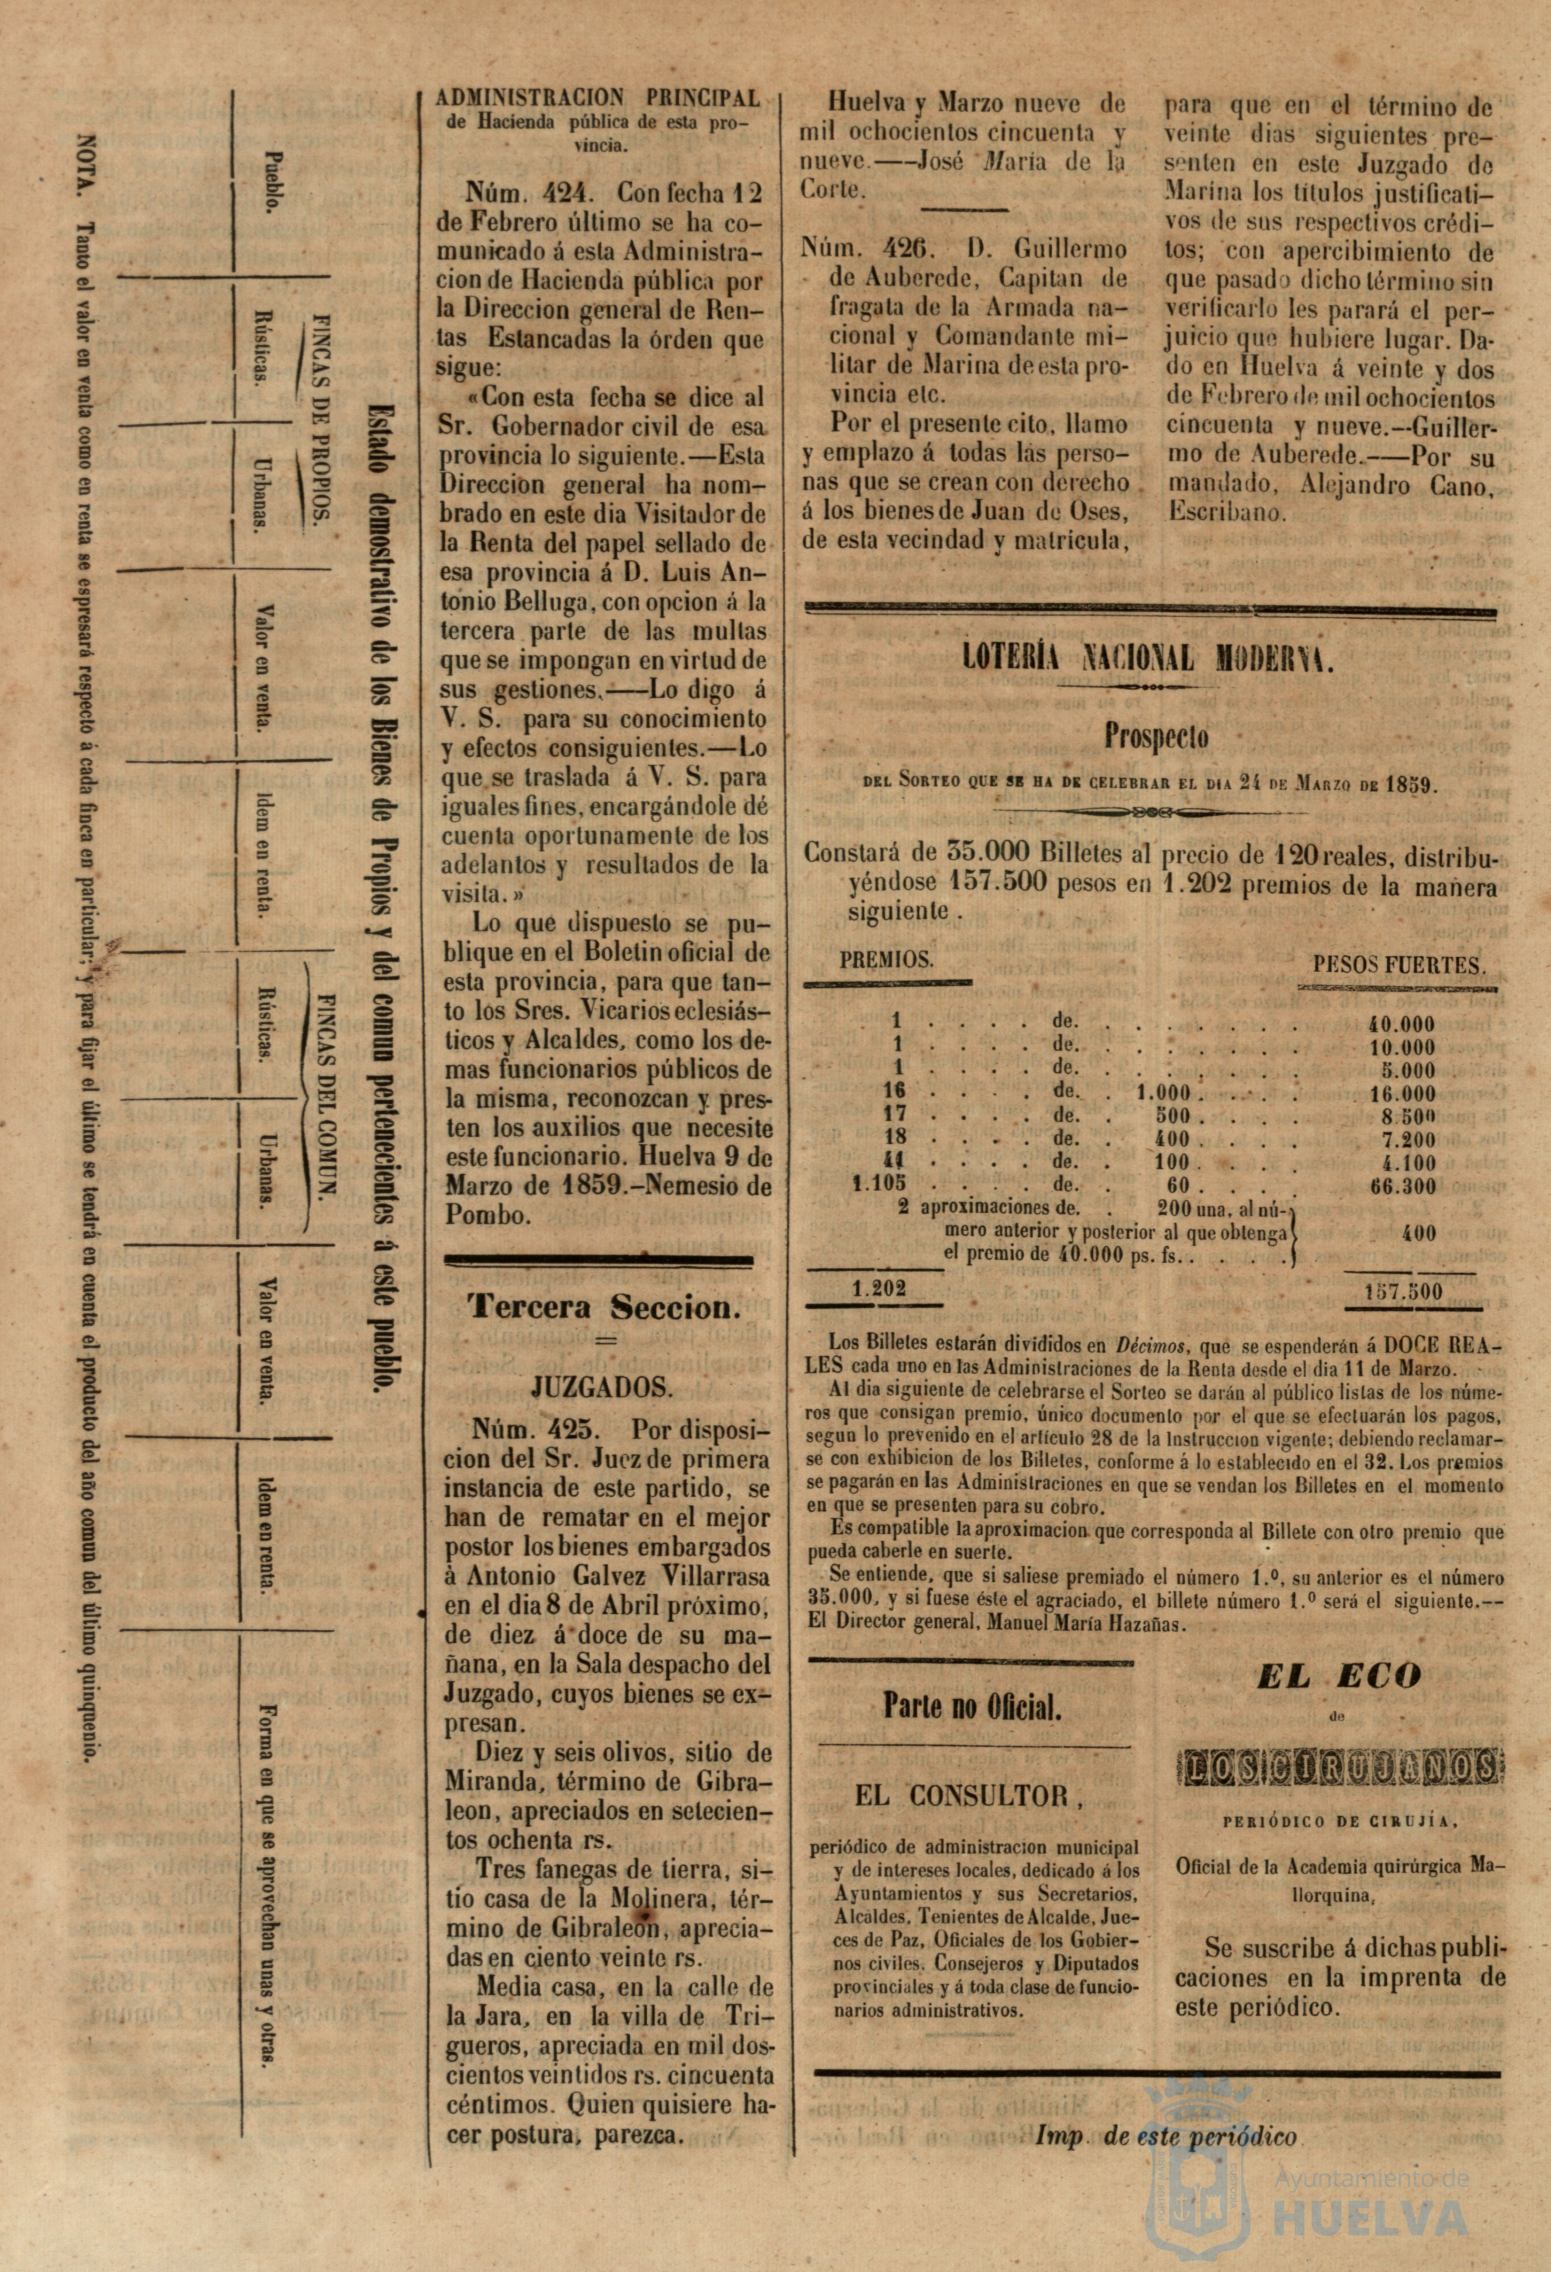 Estado demostrativo de los Bienes de Propios y del comun pertenecientes á este pueblo.
FINCAS DE PROPIOS.
FINCAS DEL COMUN.
Pueblo.
Rústicas.
Urbanas.
Valor en venta.
Idem en renta.
Rústicas.
Urbanas.
Valor en venta.
Idem en renta.
Forma en que se aprovechan unas y otras.
NOTA. Tanto el valor en venta como en renta se espresará respecto á cada finca en particular; y para fijar el último se tendrá en cuenta el producto del año comun del último quinquenio.
ADMINISTRACION PRINCIPAL
de Hacienda pública de esta pro-
vincia.
Núm. 424. Con fecha 12
de Febrero último se ha co-
municado á esta Administra-
cion de Hacienda pública por
la Direccion general de Ren-
tas Estancadas la órden que
sigue:
«Con esta fecha se dice al
Sr. Gobernador civil de esa
provincia lo siguiente.—Esta
Direccion general ha nom-
brado en este dia Visitador de
la Renta del papel sellado de
esa provincia á D. Luis An-
tonio Belluga, con opcion á la
tercera parte de las multas
que se impongan en virtud de
sus gestiones.—Lo digo á
V. S. para su conocimiento
y efectos consiguientes.—Lo
que se traslada á V. S. para
iguales fines, encargándole dé
cuenta oportunamente de los
adelantos y resultados de la
visita.»
Lo que dispuesto se pu-
blique en el Boletin oficial de
esta provincia, para que tan-
to los Sres. Vicarios eclesiás-
ticos y Alcaldes, como los de-
mas funcionarios públicos de
la misma, reconozcan y pres-
ten los auxilios que necesite
este funcionario. Huelva 9 de
Marzo de 1859.-Nemesio de
Pombo.
Tercera Seccion.
JUZGADOS.
Núm. 425. Por disposi-
cion del Sr. Juez de primera
instancia de este partido, se
han de rematar en el mejor
postor los bienes embargados
à Antonio Galvez Villarrasa
en el dia 8 de Abril próximo,
de diez á doce de su ma-
ñana, en la Sala despacho del
Juzgado, cuyos bienes se ex-
presan.
Diez y seis olivos, sitio de
Miranda, término de Gibra-
leon, apreciados en setecien-
tos ochenta rs.
Tres fanegas de tierra, si-
tio casa de la Molinera, tér-
mino de Gibraleon, aprecia-
das en ciento veinte rs.
Media casa, en la calle de
la Jara, en la villa de Tri-
gueros, apreciada en mil dos-
cientos veintidos rs. cincuenta
céntimos. Quien quisiere ha-
cer postura, parezca.
Huelva y Marzo nueve de
mil ochocientos cincuenta y
nueve.—José Maria de la
Corte.
Núm. 426. D. Guillermo
de Auberede, Capitan de
fragata de la Armada na-
cional y Comandante mi-
litar de Marina de esta pro-
vincia etc.
Por el presente cito, llamo
y emplazo á todas las perso-
nas que se crean con derecho
á los bienes de Juan de Oses,
de esta vecindad y matricula,
para que en el término de
veinte dias siguientes pre-
senten en este Juzgado de
Marina los títulos justificati-
vos de sus respectivos crédi-
tos; con apercibimiento de
que pasado dicho término sin
verificarlo les parará el per-
juicio que hubiere lugar. Da-
do en Huelva á veinte y dos
de Febrero de mil ochocientos
cincuenta y nueve.--Guiller-
mo de Auberede.—Por su
mandado, Alejandro Cano,
Escribano.
LOTERÍA NACIONAL MODERNA.
Prospecto
DEL SORTEO QUE SE HA DE CELEBRAR EL DIA 24 DE MARZO DE 1859.
Constará de 35.000 Billetes al precio de 120 reales, distribu-
yéndose 157.500 pesos en 1.202 premios de la manera
siguiente.
PREMIOS. PESOS FUERTES.
1 . . . . de. . . . . . . . 40.000
1 . . . . de. . . . . . . . 10.000
1 . . . . de. . . . . . . . 5.000
16 . . . . de. . 1.000 . . . . 16.000
17 . . . . de. . 500 . . . . 8.500
18 . . . . de. . 400 . . . . 7.200
41 . . . . de. . 100 . . . . 4.100
1.105 . . . . de. . 60 . . . . 66.300
2 aproximaciones de. . 200 una, al nú-
mero anterior y posterior al que obtenga 400
el premio de 40.000 ps. fs. . . . .
1.202 157.500
Los Billetes estarán divididos en Décimos, que se espenderán á DOCE REA-
LES cada uno en las Administraciones de la Renta desde el dia 11 de Marzo.
Al dia siguiente de celebrarse el Sorteo se darán al público listas de los núme-
ros que consigan premio, único documento por el que se efectuarán los pagos,
segun lo prevenido en el artículo 28 de la Instruccion vigente; debiendo reclamar-
se con exhibicion de los Billetes, conforme á lo establecido en el 32. Los premios
se pagarán en las Administraciones en que se vendan los Billetes en el momento
en que se presenten para su cobro.
Es compatible la aproximacion que corresponda al Billete con otro premio que
pueda caberle en suerte.
Se entiende, que si saliese premiado el número 1.º, su anterior es el número
35.000, y si fuese éste el agraciado, el billete número 1.º será el siguiente.--
El Director general, Manuel María Hazañas.
Parte no Oficial.
EL CONSULTOR,
periódico de administracion municipal
y de intereses locales, dedicado á los
Ayuntamientos y sus Secretarios,
Alcaldes, Tenientes de Alcalde, Jue-
ces de Paz, Oficiales de los Gobier-
nos civiles, Consejeros y Diputados
provinciales y á toda clase de funcio-
narios administrativos.
EL ECO
de
LOS CIRUJANOS
PERIÓDICO DE CIRUJÍA,
Oficial de la Academia quirúrgica Ma-
llorquina,
Se suscribe á dichas publi-
caciones en la imprenta de
este periódico.
Imp. de este periódico
Ayuntamiento de
HUELVA